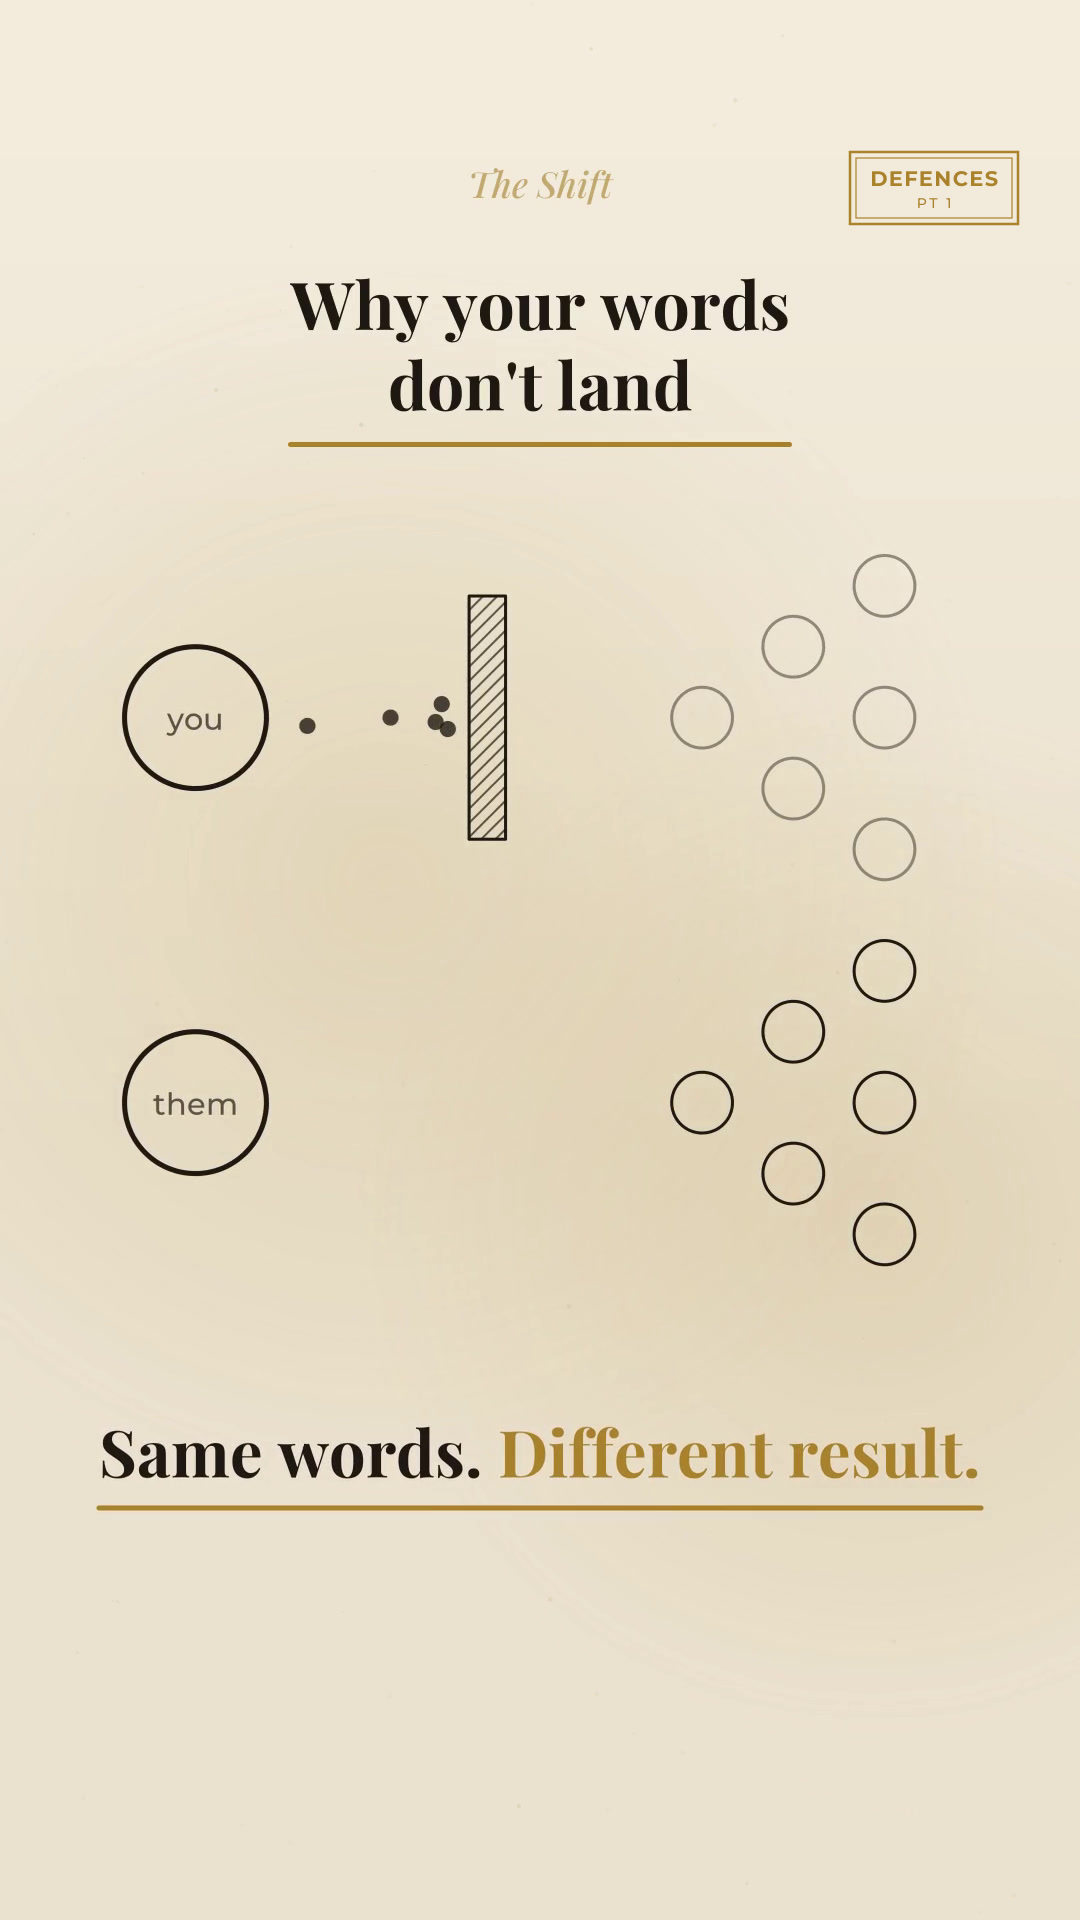 The Shift
DEFENCES
PT 1
Why your words
don't land
you
them
Same words. Different result.